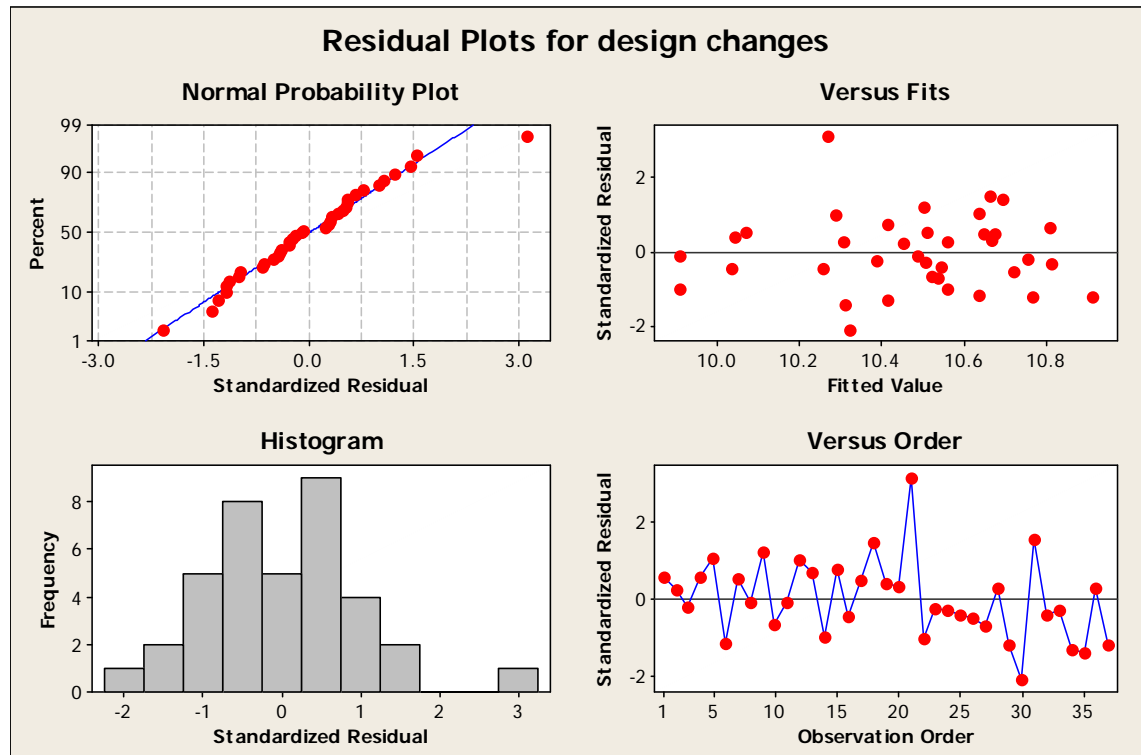 Residual Plots for design changes
Normal Probability Plot
Percent
99
90
50
10
1
-3.0 -1.5 0.0 1.5 3.0
Standardized Residual
Versus Fits
Standardized Residual
2
0
-2
10.0 10.2 10.4 10.6 10.8
Fitted Value
Histogram
Frequency
8
6
4
2
0
-2 -1 0 1 2 3
Standardized Residual
Versus Order
Standardized Residual
2
0
-2
1 5 10 15 20 25 30 35
Observation Order